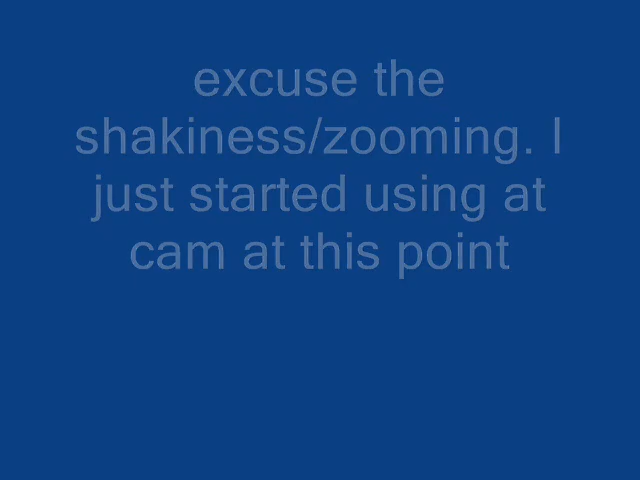 excuse the
shakiness/zooming. I
just started using at
cam at this point